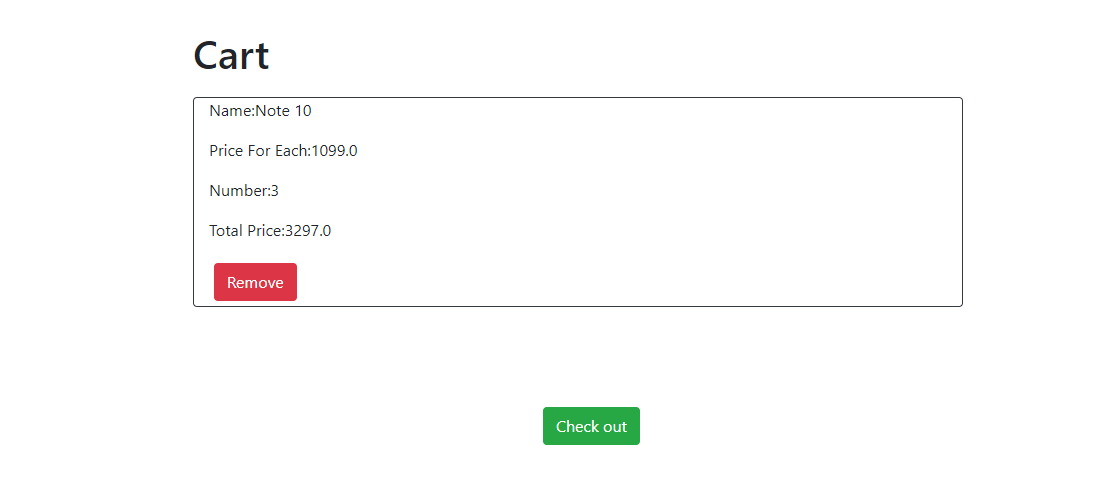 Cart
Name:Note 10
Price For Each:1099.0
Number:3
Total Price:3297.0
Remove
Check out